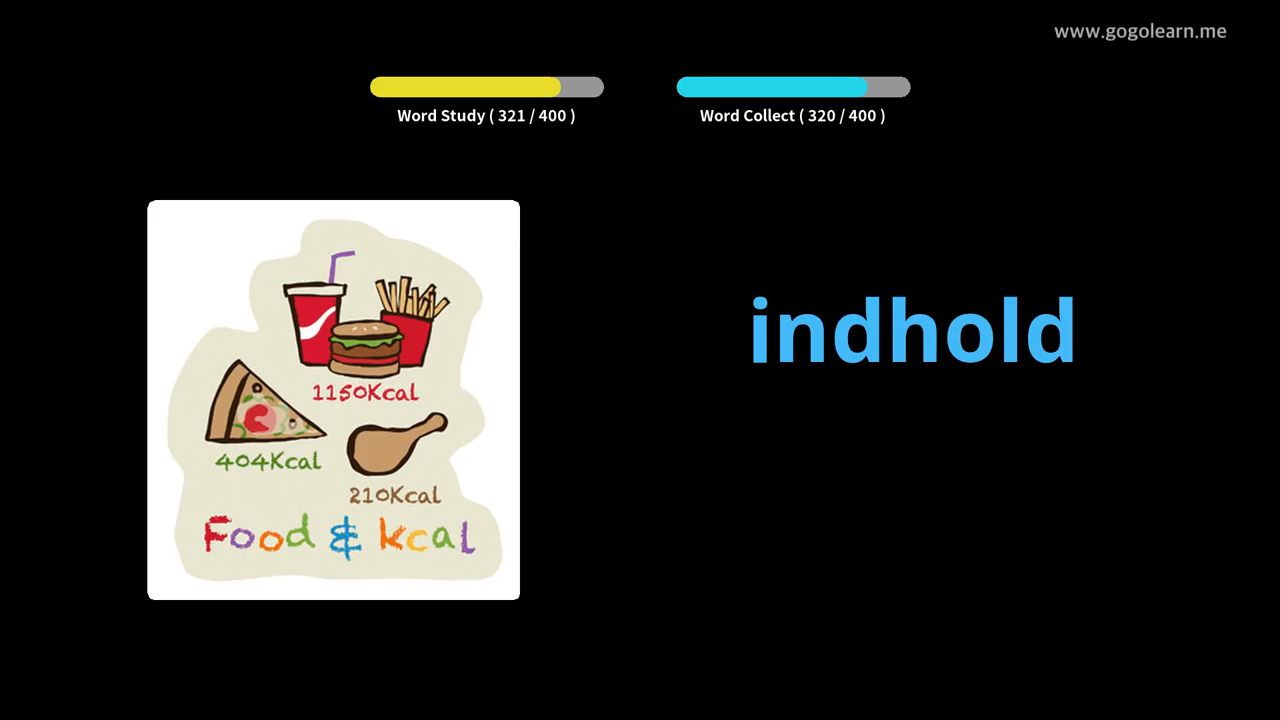 www.gogolearn.me
Word Study ( 321 / 400 )
Word Collect ( 320 / 400 )
1150Kcal
404Kcal
210Kcal
Food & kcal
indhold